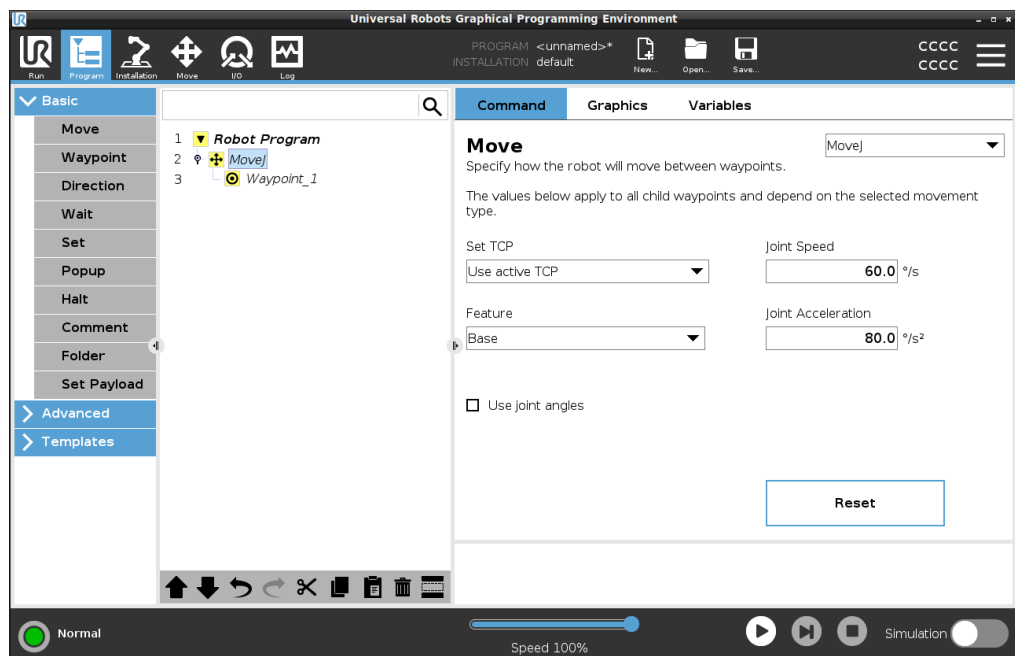 Universal Robots Graphical Programming Environment
PROGRAM <unnamed>*
INSTALLATION default
Run
Program
Installation
Move
I/O
Log
New...
Open...
Save...
CCCC
CCCC
Basic
Move
Waypoint
Direction
Wait
Set
Popup
Halt
Comment
Folder
Set Payload
Advanced
Templates
1 Robot Program
2 MoveJ
3 Waypoint_1
Command Graphics Variables
Move
MoveJ
Specify how the robot will move between waypoints.
The values below apply to all child waypoints and depend on the selected movement
type.
Set TCP
Joint Speed
Use active TCP
60.0 °/s
Feature
Joint Acceleration
Base
80.0 °/s²
Use joint angles
Reset
Normal
Speed 100%
Simulation